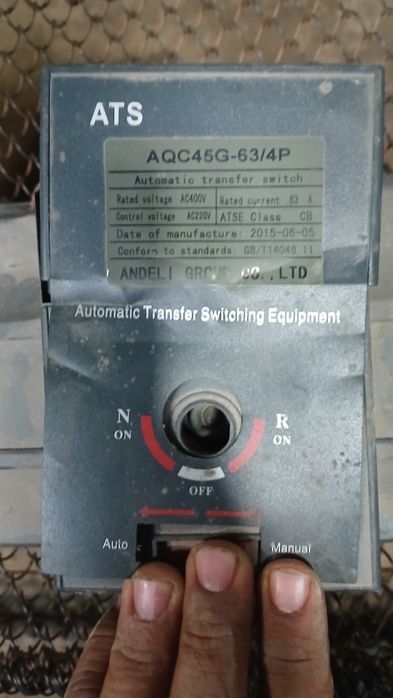 ATS
AQC45G-63/4P
Automatic transfer switch
Rated voltage AC400V Rated current 63 A
Control voltage AC220V ATSE Class CB
Date of manufacture: 2015-06-05
Conform to standards: GB/T14048.11
ANDELI GROUP CO.,LTD
Automatic Transfer Switching Equipment
N R
ON ON
OFF
Auto Manual